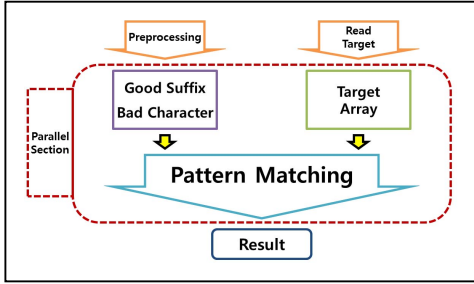 Preprocessing
Read
Target
Good Suffix
Bad Character
Target
Array
Parallel
Section
Pattern Matching
Result